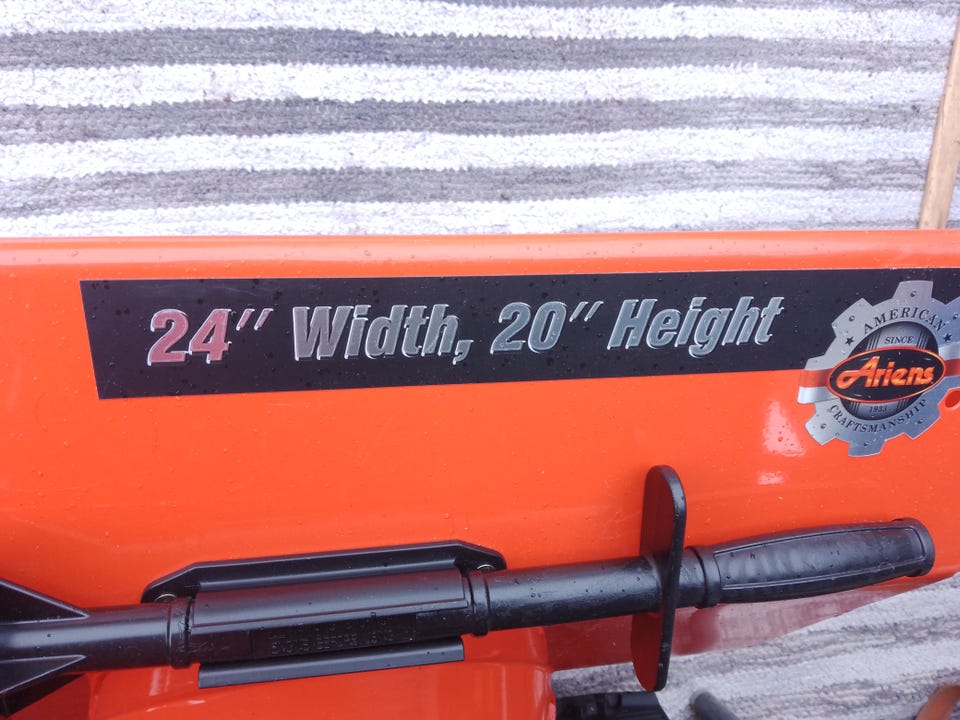 24" Width, 20" Height
AMERICAN
SINCE
Ariens
1933
CRAFTSMANSHIP